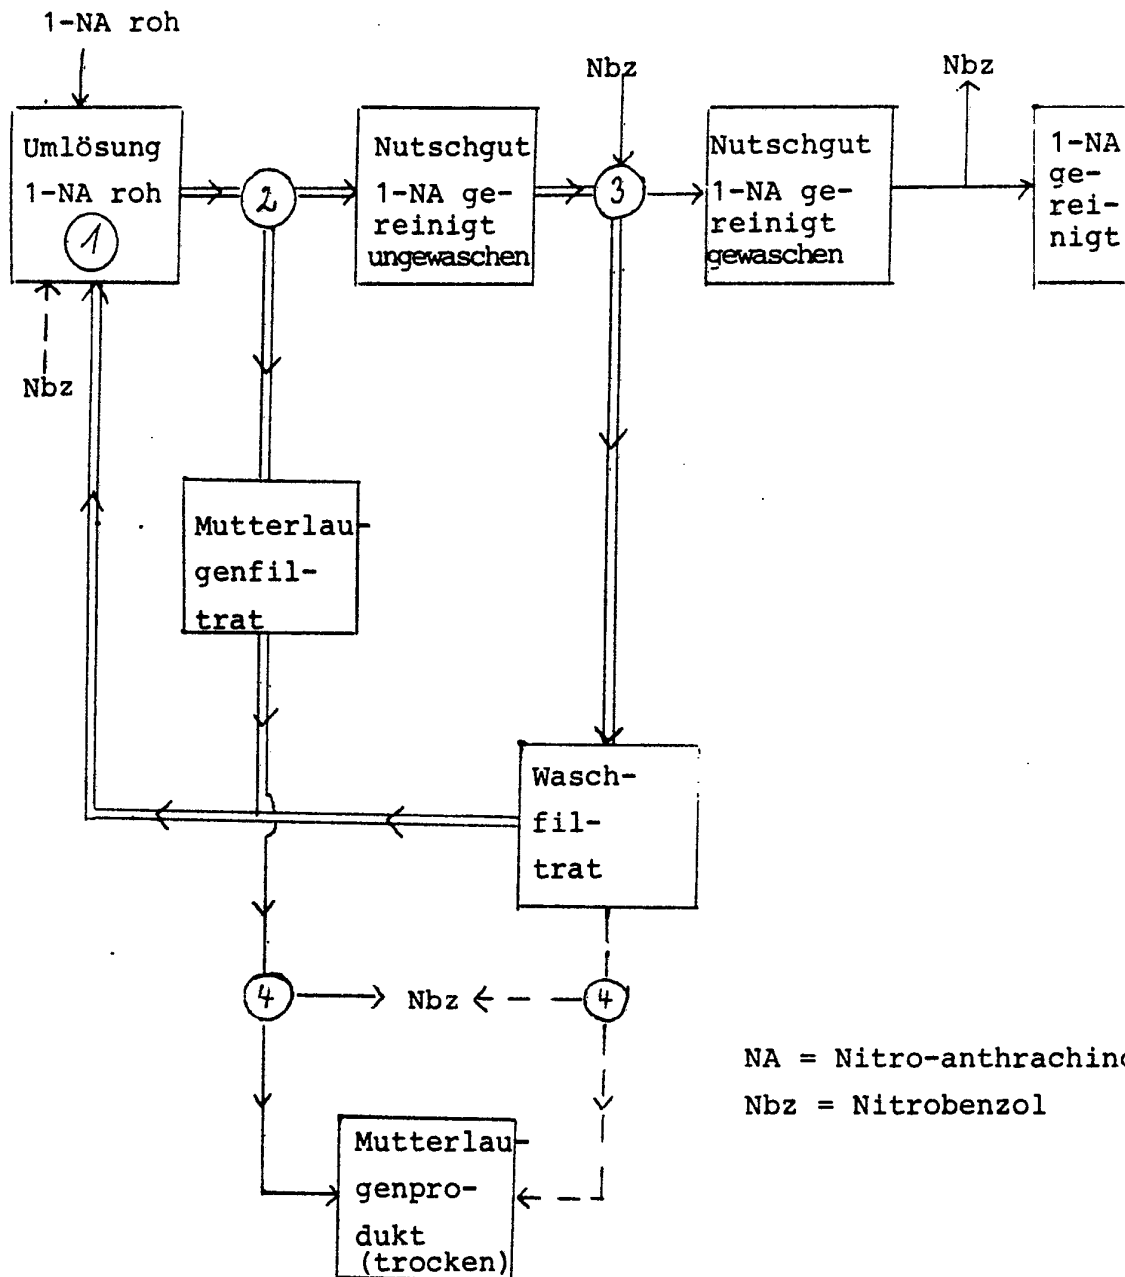 1-NA roh
Umlösung
1-NA roh
1
Nbz
2
Nutschgut
1-NA ge-
reinigt
ungewaschen
Nbz
3
Nutschgut
1-NA ge-
reinigt
gewaschen
Nbz
1-NA
ge-
rei-
nigt
Mutterlau-
genfil-
trat
Wasch-
fil-
trat
4
Nbz
4
Mutterlau-
genpro-
dukt
(trocken)
NA = Nitro-anthrachino
Nbz = Nitrobenzol